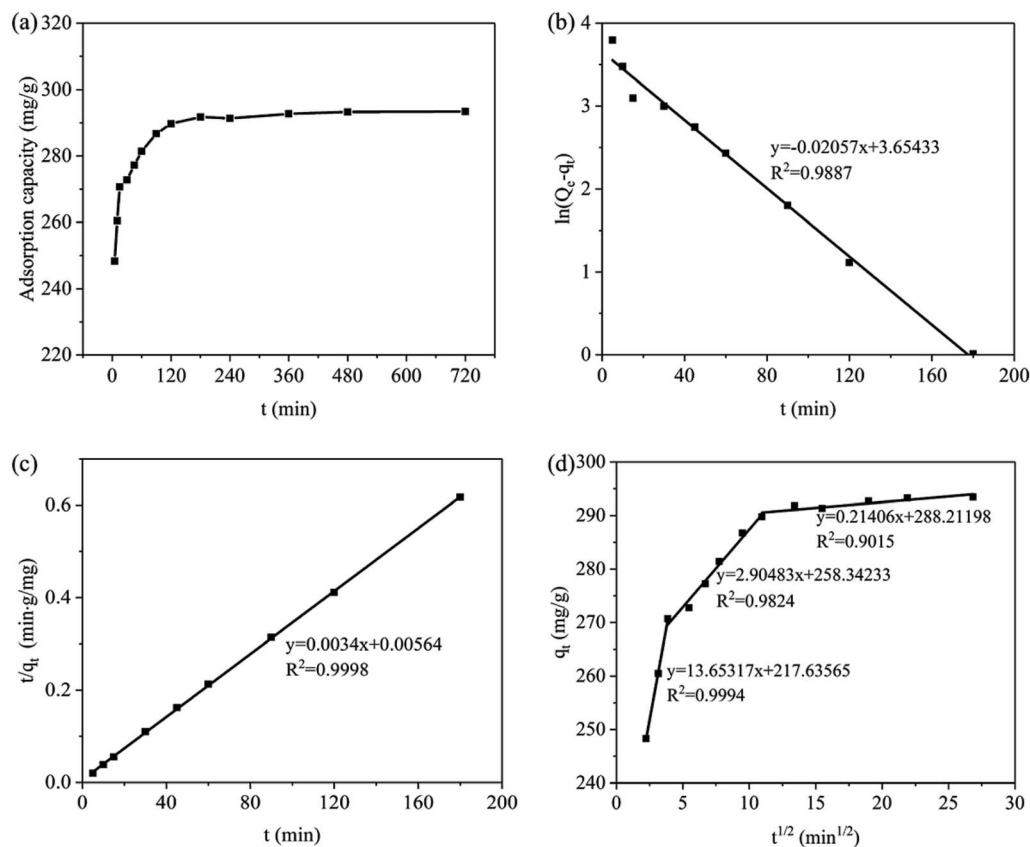 (a)
320
300
280
260
240
220
Adsorption capacity (mg/g)
0 120 240 360 480 600 720
t (min)
(b)
4
3
2
1
0
ln(Qₑ-qₜ)
y=-0.02057x+3.65433
R²=0.9887
0 40 80 120 160 200
t (min)
(c)
0.6
0.4
0.2
0.0
t/qₜ (min·g/mg)
y=0.0034x+0.00564
R²=0.9998
0 40 80 120 160 200
t (min)
(d)
300
290
280
270
260
250
240
qₜ (mg/g)
y=0.21406x+288.21198
R²=0.9015
y=2.90483x+258.34233
R²=0.9824
y=13.65317x+217.63565
R²=0.9994
0 5 10 15 20 25 30
t¹ᐟ² (min¹ᐟ²)